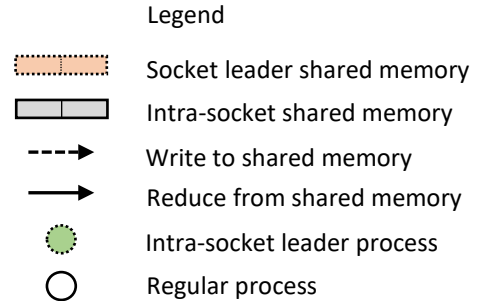 Legend
Socket leader shared memory
Intra-socket shared memory
Write to shared memory
Reduce from shared memory
Intra-socket leader process
Regular process